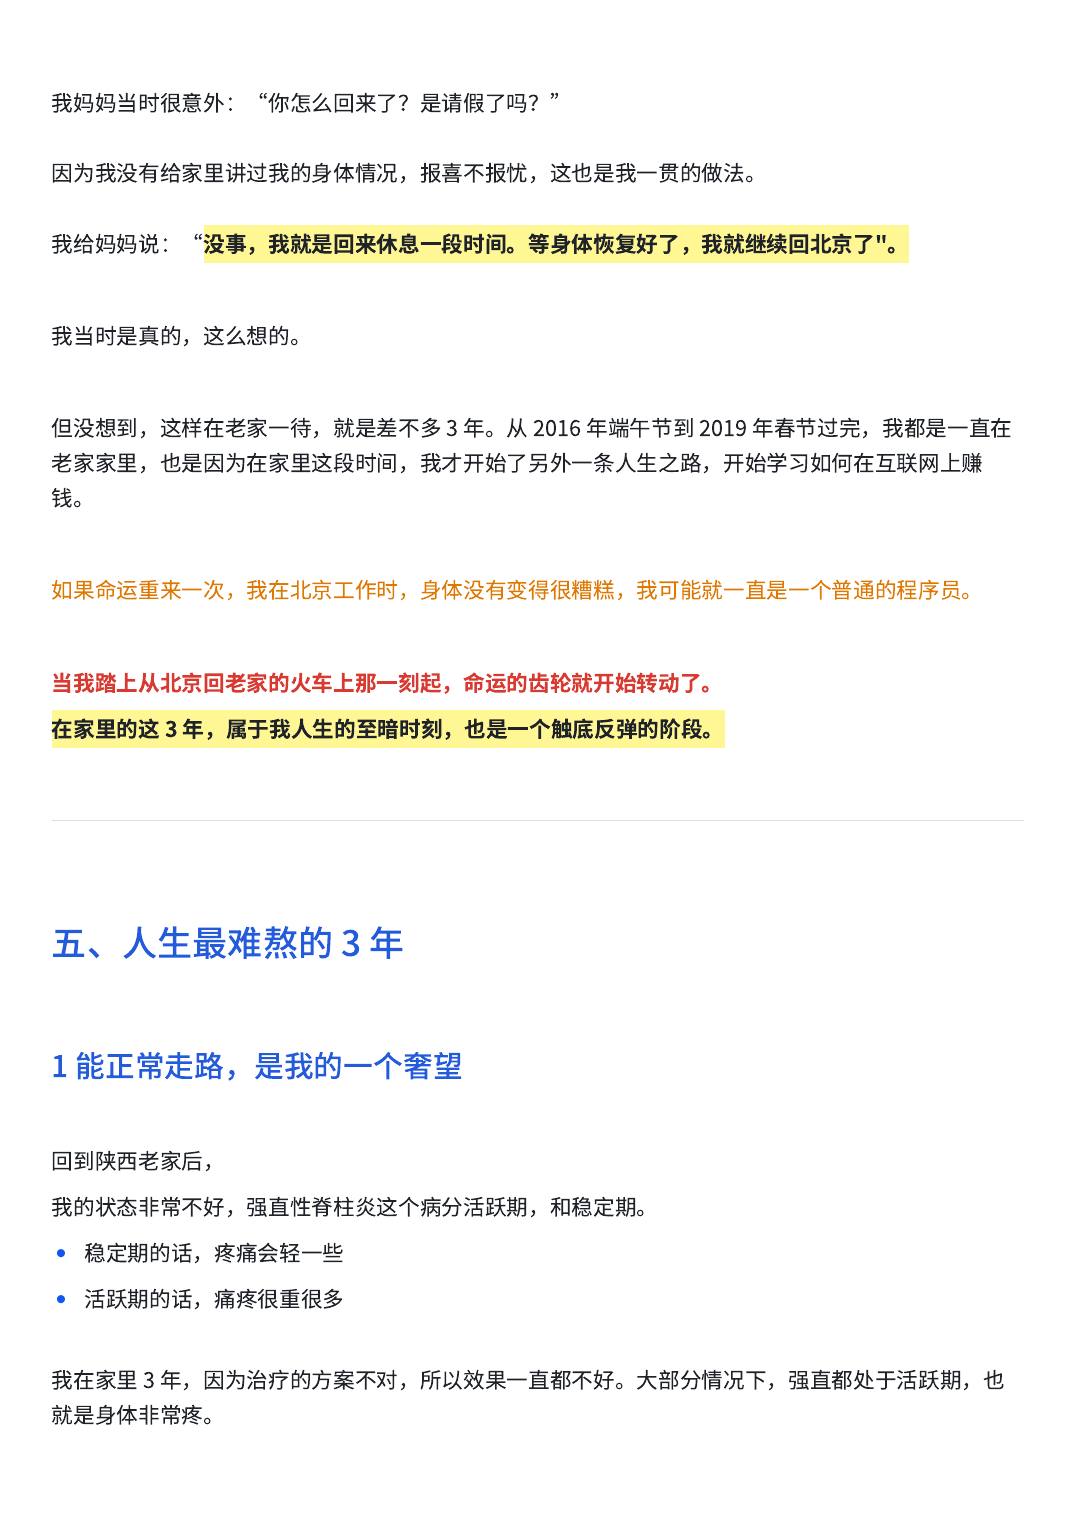 我妈妈当时很意外：“你怎么回来了？是请假了吗？”
因为我没有给家里讲过我的身体情况，报喜不报忧，这也是我一贯的做法。
我给妈妈说：“没事，我就是回来休息一段时间。等身体恢复好了，我就继续回北京了"。
我当时是真的，这么想的。
但没想到，这样在老家一待，就是差不多 3 年。从 2016 年端午节到 2019 年春节过完，我都是一直在
老家家里，也是因为在家里这段时间，我才开始了另外一条人生之路，开始学习如何在互联网上赚
钱。
如果命运重来一次，我在北京工作时，身体没有变得很糟糕，我可能就一直是一个普通的程序员。
当我踏上从北京回老家的火车上那一刻起，命运的齿轮就开始转动了。
在家里的这 3 年，属于我人生的至暗时刻，也是一个触底反弹的阶段。
五、人生最难熬的 3 年
1 能正常走路，是我的一个奢望
回到陕西老家后，
我的状态非常不好，强直性脊柱炎这个病分活跃期，和稳定期。
• 稳定期的话，疼痛会轻一些
• 活跃期的话，痛疼很重很多
我在家里 3 年，因为治疗的方案不对，所以效果一直都不好。大部分情况下，强直都处于活跃期，也
就是身体非常疼。